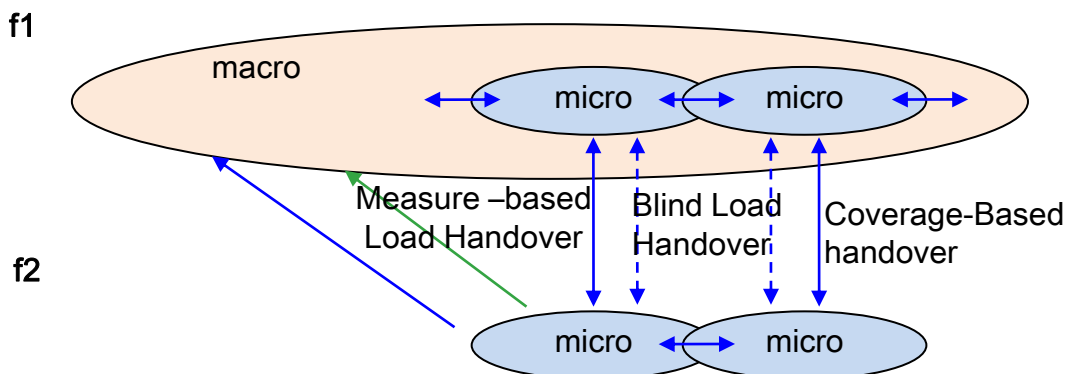 f1
macro
micro
micro
Measure –based
Load Handover
Blind Load
Handover
Coverage-Based
handover
f2
micro
micro